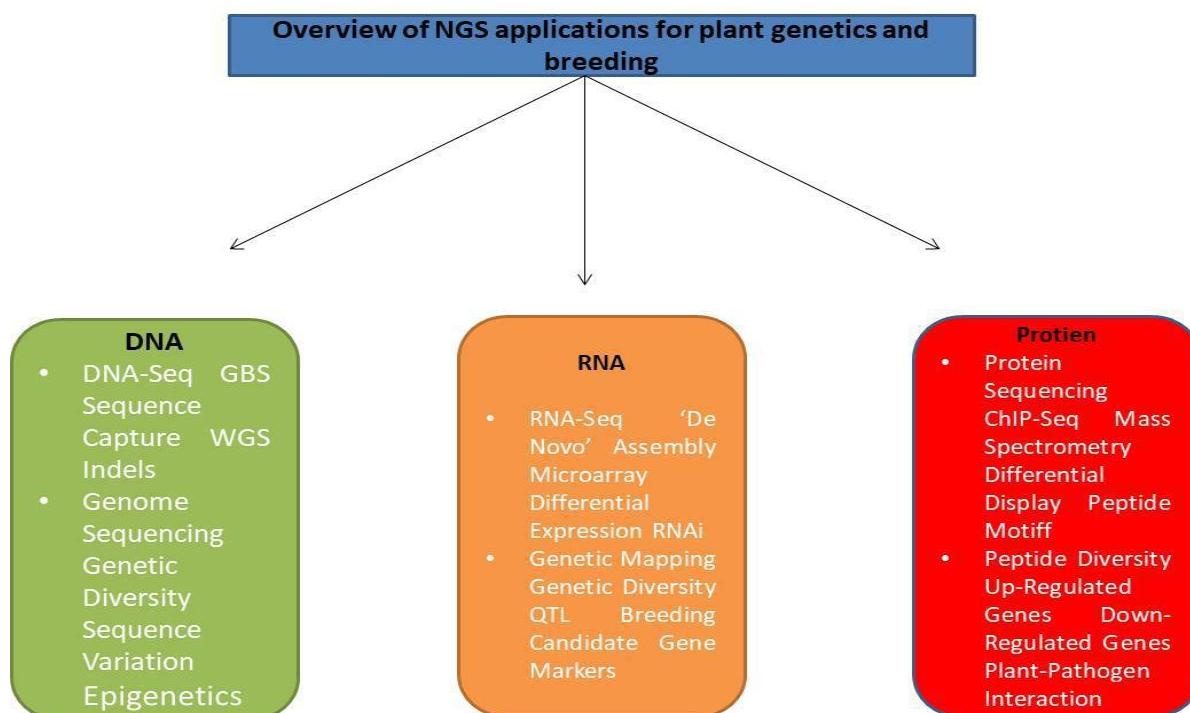 Overview of NGS applications for plant genetics and
breeding
DNA
• DNA-Seq GBS
Sequence
Capture WGS
Indels
• Genome
Sequencing
Genetic
Diversity
Sequence
Variation
Epigenetics
RNA
• RNA-Seq ‘De
Novo’ Assembly
Microarray
Differential
Expression RNAi
• Genetic Mapping
Genetic Diversity
QTL Breeding
Candidate Gene
Markers
Protien
• Protein
Sequencing
ChIP-Seq Mass
Spectrometry
Differential
Display Peptide
Motiff
• Peptide Diversity
Up-Regulated
Genes Down-
Regulated Genes
Plant-Pathogen
Interaction